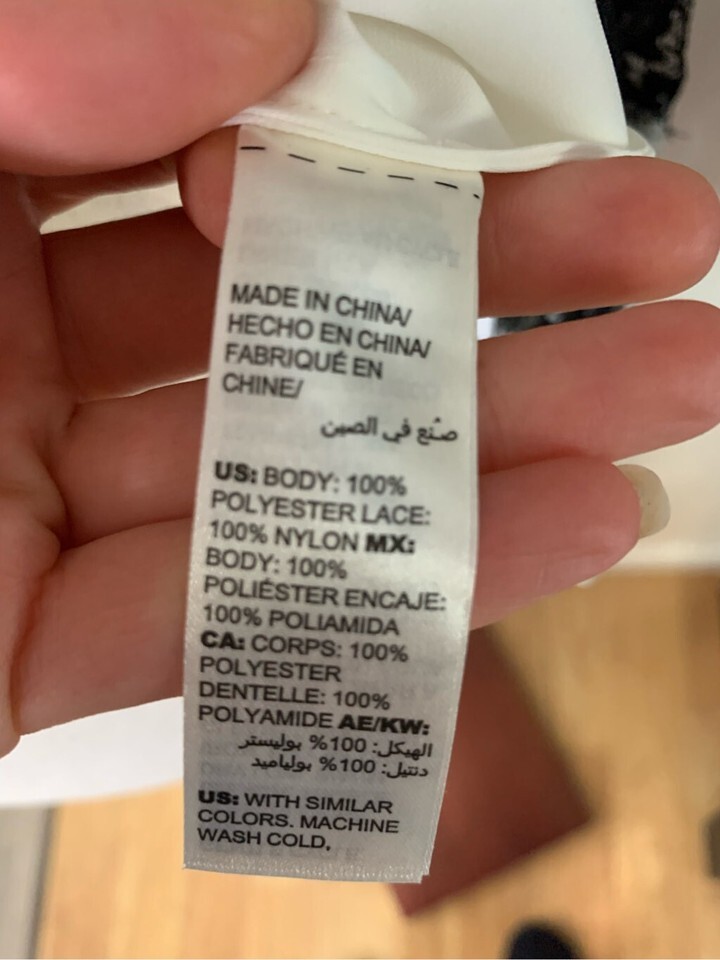 MADE IN CHINA/
HECHO EN CHINA/
FABRIQUÉ EN
CHINE/
صنع في الصين
US: BODY: 100%
POLYESTER LACE:
100% NYLON MX:
BODY: 100%
POLIÉSTER ENCAJE:
100% POLIAMIDA
CA: CORPS: 100%
POLYESTER
DENTELLE: 100%
POLYAMIDE AE/KW:
الهيكل: 100% بوليستر
دنتيل: 100% بولياميد
US: WITH SIMILAR
COLORS. MACHINE
WASH COLD,